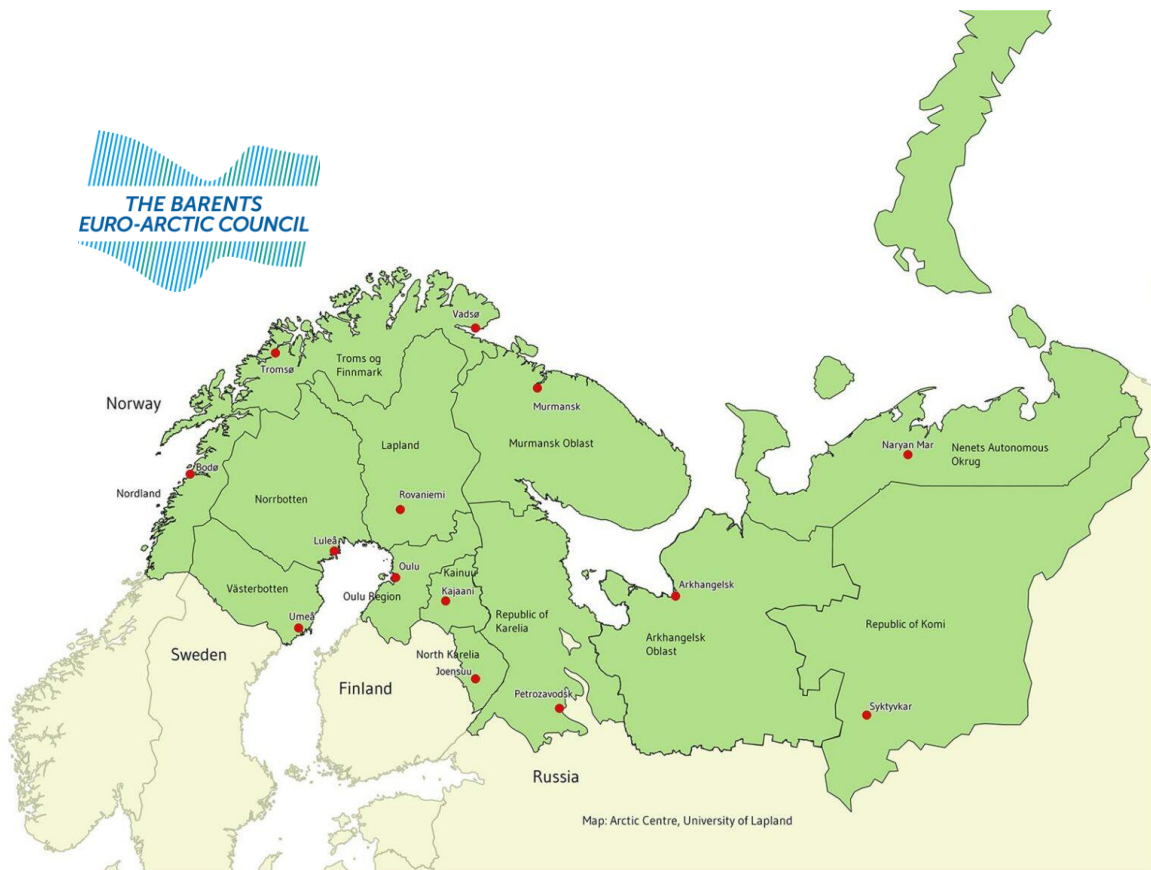 THE BARENTS
EURO-ARCTIC COUNCIL
Vadsø
Tromsø
Troms og
Finnmark
Norway
Murmansk
Murmansk Oblast
Lapland
Naryan Mar
Nenets Autonomous
Okrug
Bodø
Nordland
Norrbotten
Rovaniemi
Luleå
Oulu
Kainuu
Västerbotten
Oulu Region
Kajaani
Arkhangelsk
Umeå
Republic of
Karelia
Republic of Komi
Arkhangelsk
Oblast
Sweden
North Karelia
Joensuu
Finland
Petrozavodsk
Syktyvkar
Russia
Map: Arctic Centre, University of Lapland